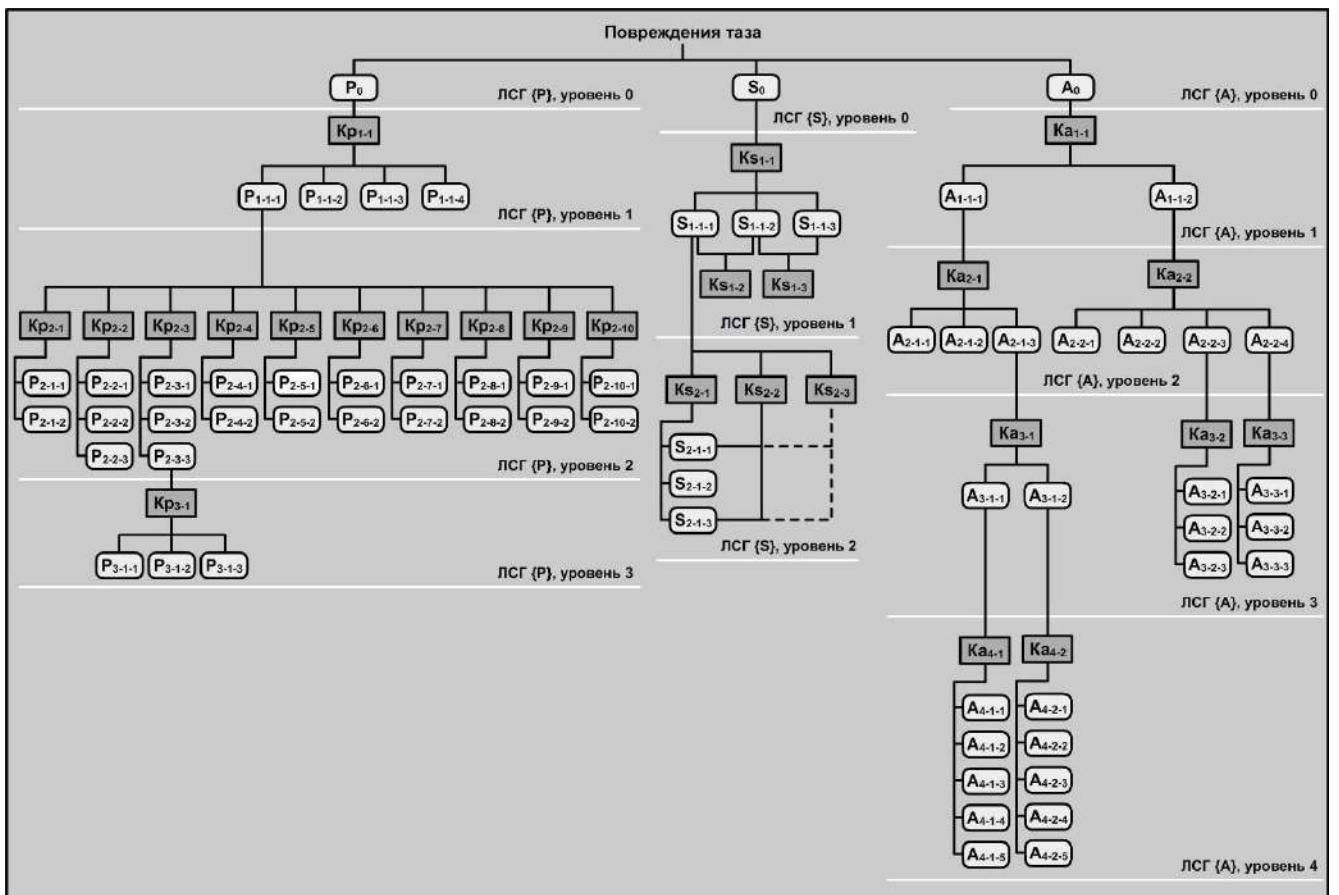 Повреждения таза
P0 S0 A0
ЛСГ {P}, уровень 0 ЛСГ {S}, уровень 0 ЛСГ {A}, уровень 0
Kp1-1 Ks1-1 Ka1-1
P1-1-1 P1-1-2 P1-1-3 P1-1-4
ЛСГ {P}, уровень 1
S1-1-1 S1-1-2 S1-1-3
A1-1-1 A1-1-2
ЛСГ {A}, уровень 1
Ks1-2 Ks1-3
ЛСГ {S}, уровень 1
Ka2-1 Ka2-2
Kp2-1 Kp2-2 Kp2-3 Kp2-4 Kp2-5 Kp2-6 Kp2-7 Kp2-8 Kp2-9 Kp2-10
A2-1-1 A2-1-2 A2-1-3 A2-2-1 A2-2-2 A2-2-3 A2-2-4
ЛСГ {A}, уровень 2
P2-1-1 P2-2-1 P2-3-1 P2-4-1 P2-5-1 P2-6-1 P2-7-1 P2-8-1 P2-9-1 P2-10-1
P2-1-2 P2-2-2 P2-3-2 P2-4-2 P2-5-2 P2-6-2 P2-7-2 P2-8-2 P2-9-2 P2-10-2
P2-2-3 P2-3-3
ЛСГ {P}, уровень 2
Ks2-1 Ks2-2 Ks2-3
S2-1-1
S2-1-2
S2-1-3
ЛСГ {S}, уровень 2
Kp3-1
P3-1-1 P3-1-2 P3-1-3
ЛСГ {P}, уровень 3
Ka3-1 Ka3-2 Ka3-3
A3-1-1 A3-1-2 A3-2-1 A3-3-1
A3-2-2 A3-3-2
A3-2-3 A3-3-3
ЛСГ {A}, уровень 3
Ka4-1 Ka4-2
A4-1-1 A4-2-1
A4-1-2 A4-2-2
A4-1-3 A4-2-3
A4-1-4 A4-2-4
A4-1-5 A4-2-5
ЛСГ {A}, уровень 4